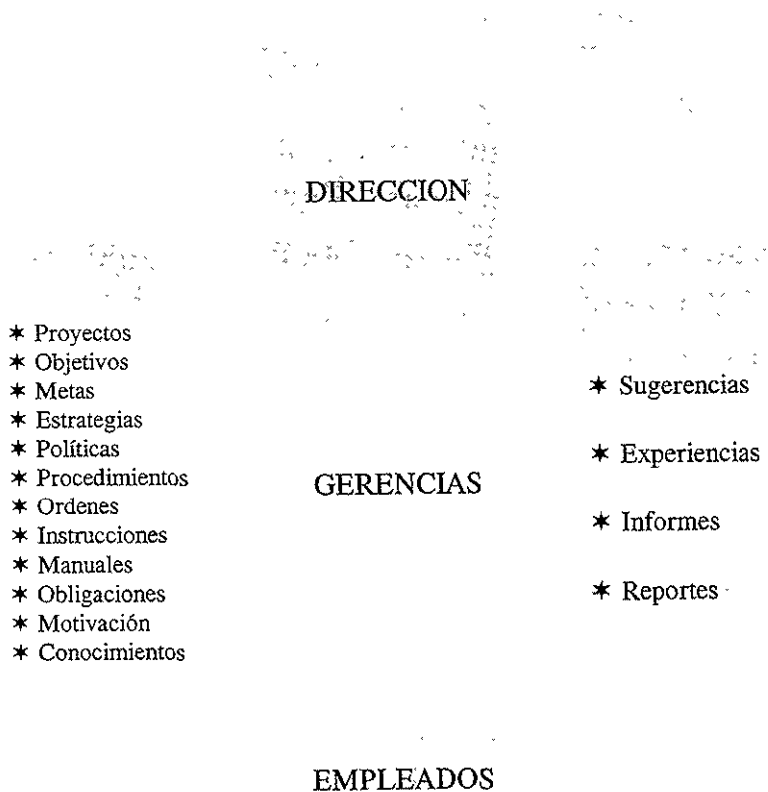 DIRECCION
✶ Proyectos
✶ Objetivos
✶ Metas
✶ Estrategias
✶ Políticas
✶ Procedimientos
✶ Ordenes
✶ Instrucciones
✶ Manuales
✶ Obligaciones
✶ Motivación
✶ Conocimientos
GERENCIAS
✶ Sugerencias
✶ Experiencias
✶ Informes
✶ Reportes
EMPLEADOS